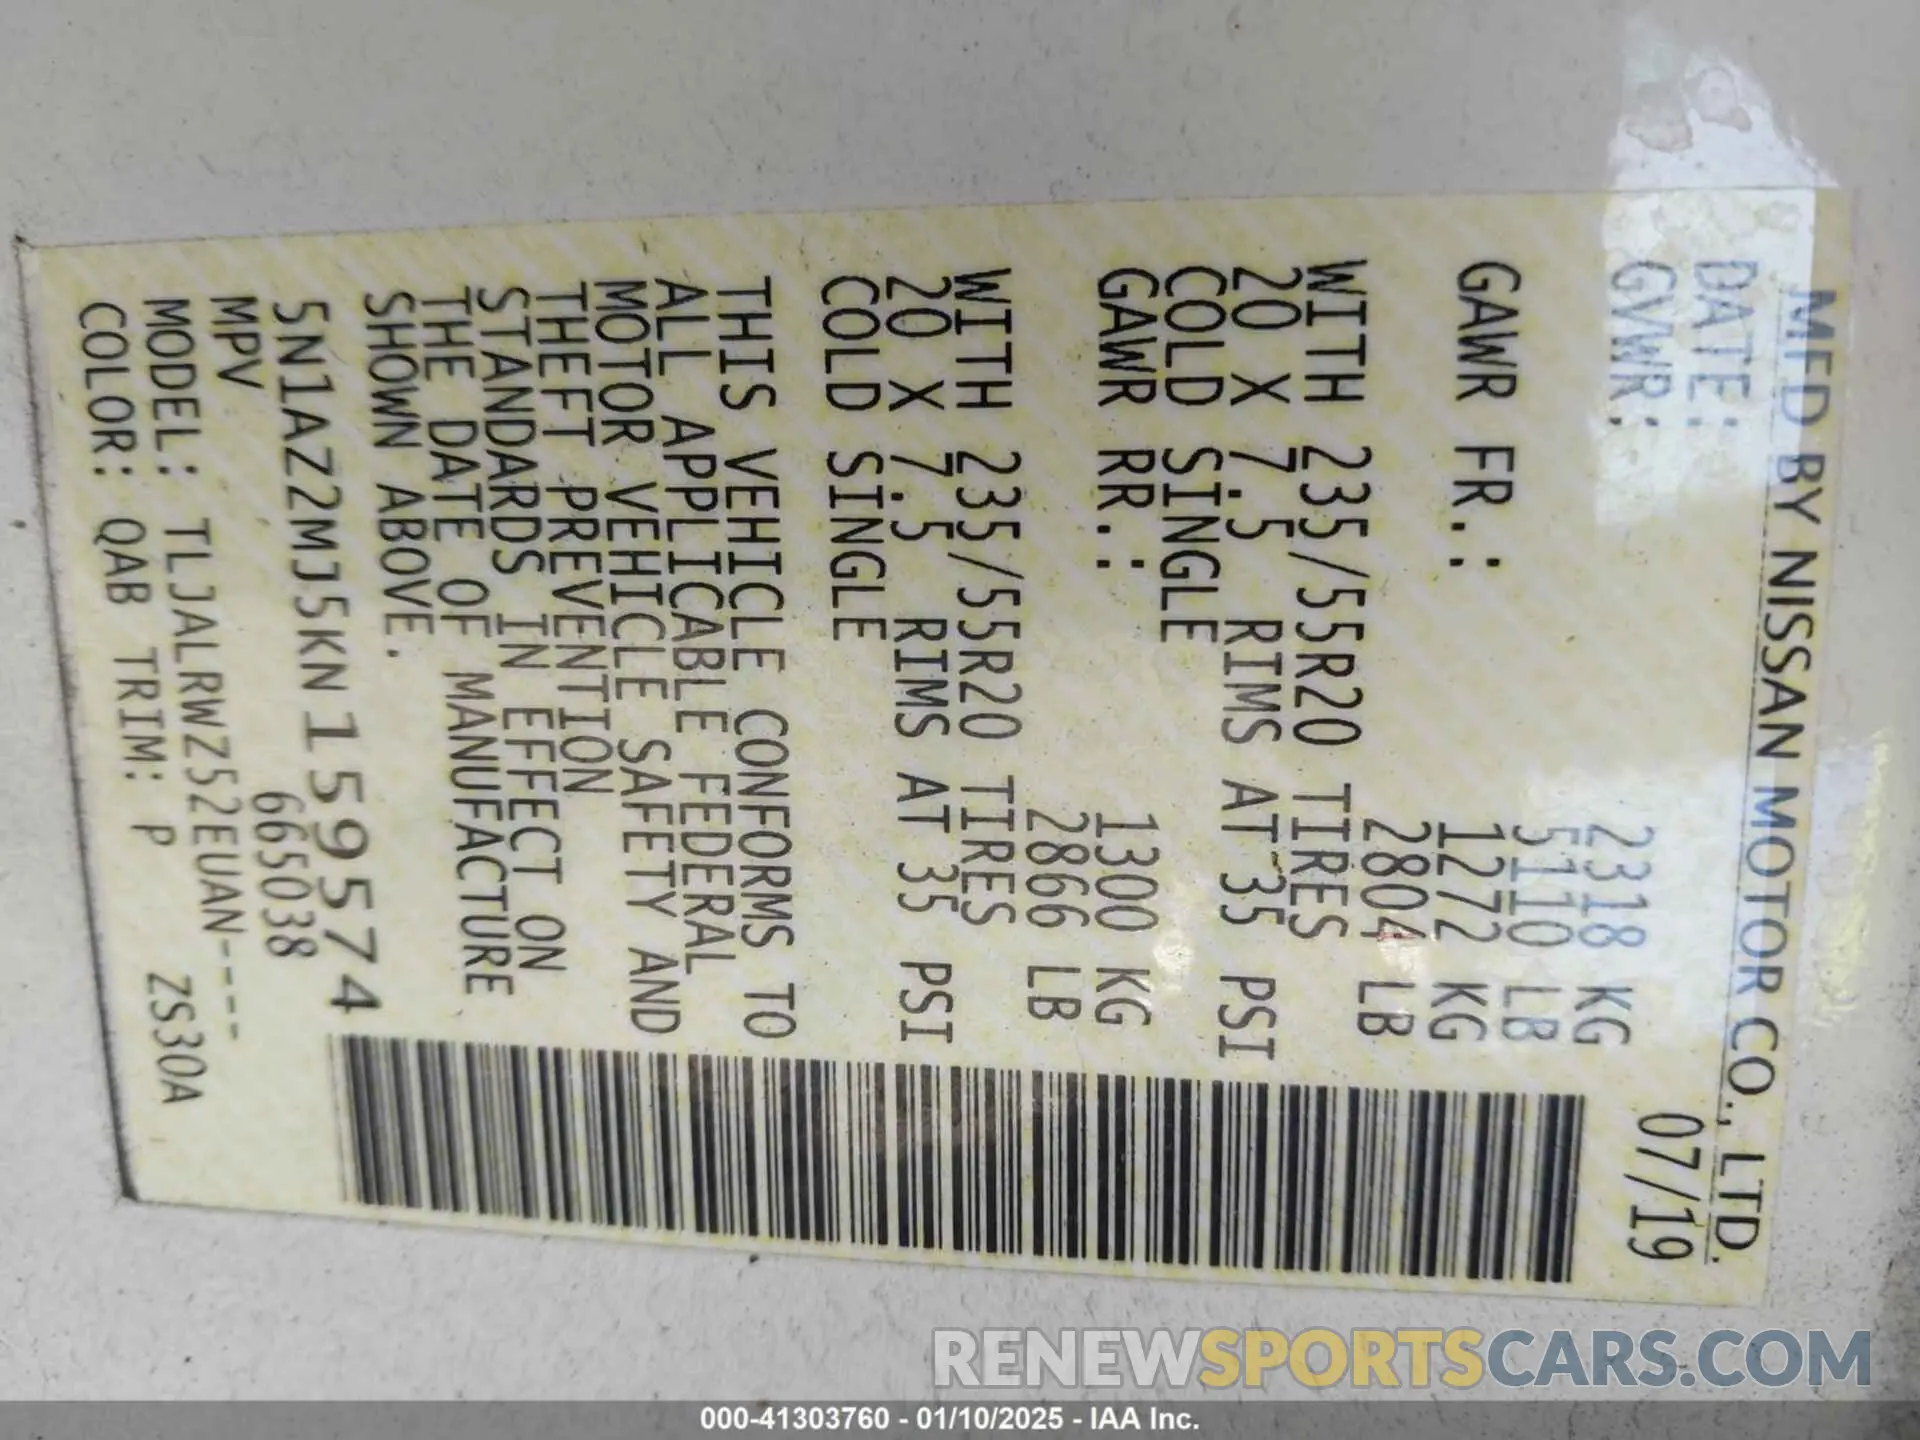 MFD BY NISSAN MOTOR CO., LTD.
DATE: 07/19
GVWR: 2318 KG
5110 LB
GAWR FR.: 1272 KG
2804 LB
WITH 235/55R20 TIRES
20 X 7.5 RIMS AT 35 PSI
COLD SINGLE
GAWR RR.: 1300 KG
2866 LB
WITH 235/55R20 TIRES
20 X 7.5 RIMS AT 35 PSI
COLD SINGLE
THIS VEHICLE CONFORMS TO
ALL APPLICABLE FEDERAL
MOTOR VEHICLE SAFETY AND
THEFT PREVENTION
STANDARDS IN EFFECT ON
THE DATE OF MANUFACTURE
SHOWN ABOVE.
5N1AZ2MJ5KN159574
MPV 665038
MODEL: TLJALRWZ52EUAN----
COLOR: QAB TRIM: P ZS30A
RENEWSPORTSCARS.COM
000-41303760 - 01/10/2025 - IAA Inc.